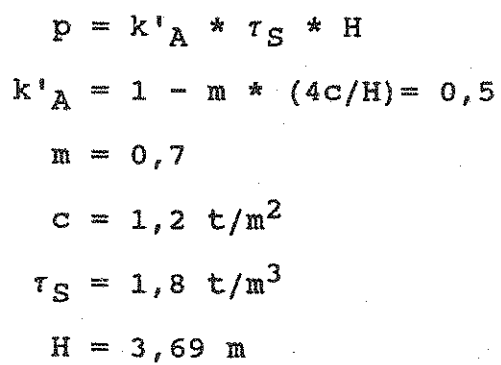 p = k'A * τS * H
k'A = 1 - m * (4c/H)= 0,5
m = 0,7
c = 1,2 t/m2
τS = 1,8 t/m3
H = 3,69 m